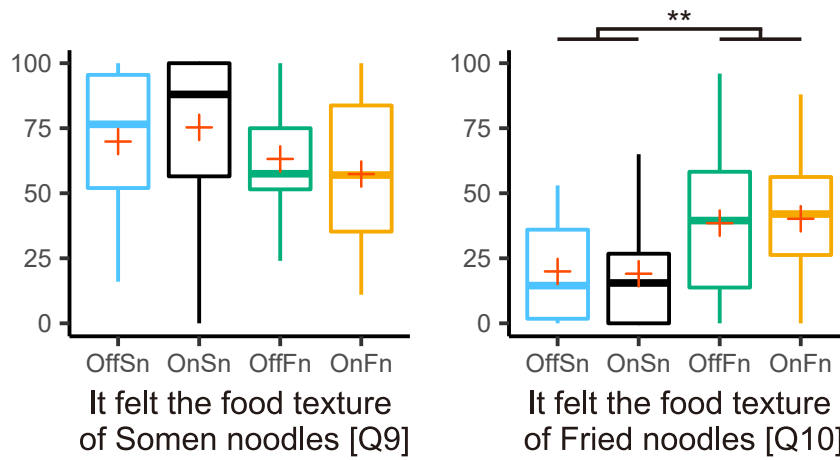 **
100
75
50
25
0
OffSn OnSn OffFn OnFn
It felt the food texture
of Somen noodles [Q9]
100
75
50
25
0
OffSn OnSn OffFn OnFn
It felt the food texture
of Fried noodles [Q10]